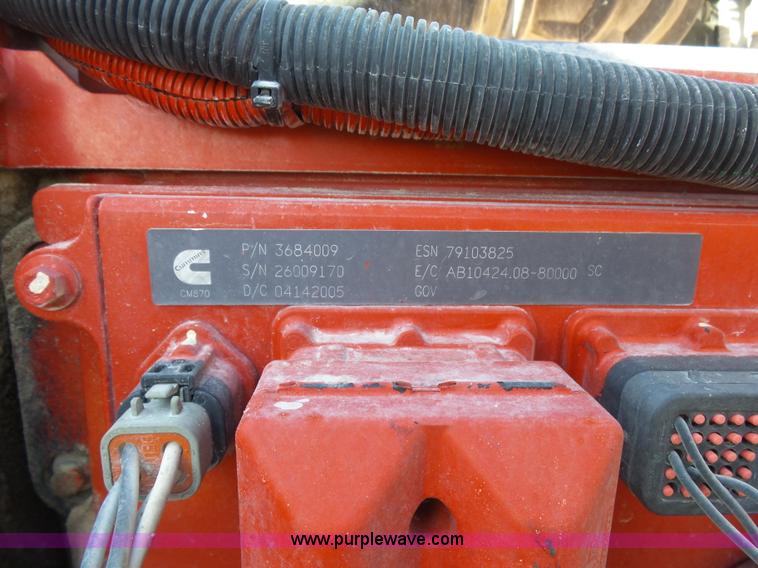 P/N 3684009 ESN 79103825
Cummins S/N 26009170 E/C AB10424.08-80000 SC
CM870 D/C 04142005 GOV
www.purplewave.com